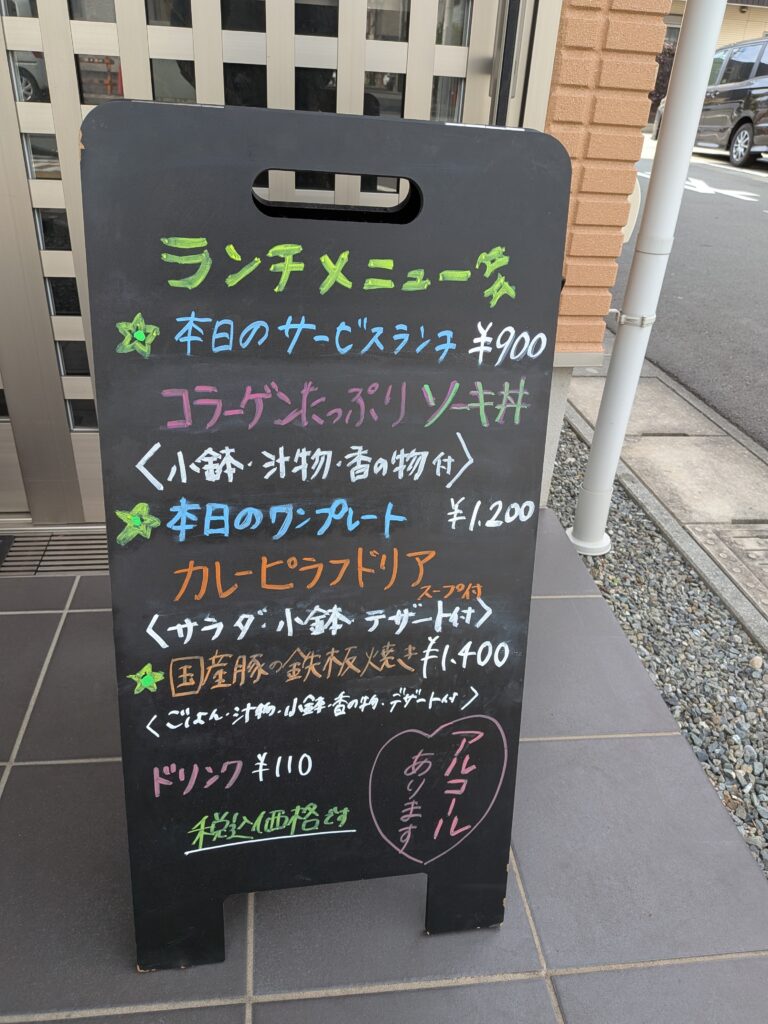 ランチメニュー
本日のサービスランチ ¥900
コラーゲンたっぷり ソーキ丼
〈小鉢・汁物・香の物付〉
本日のワンプレート ¥1.200
カレーピラフドリア スープ付
〈サラダ・小鉢・デザート付〉
国産豚の鉄板焼き ¥1.400
〈ごはん・汁物・小鉢・香の物・デザート付〉
ドリンク ¥110
アルコール
あります
税込価格です